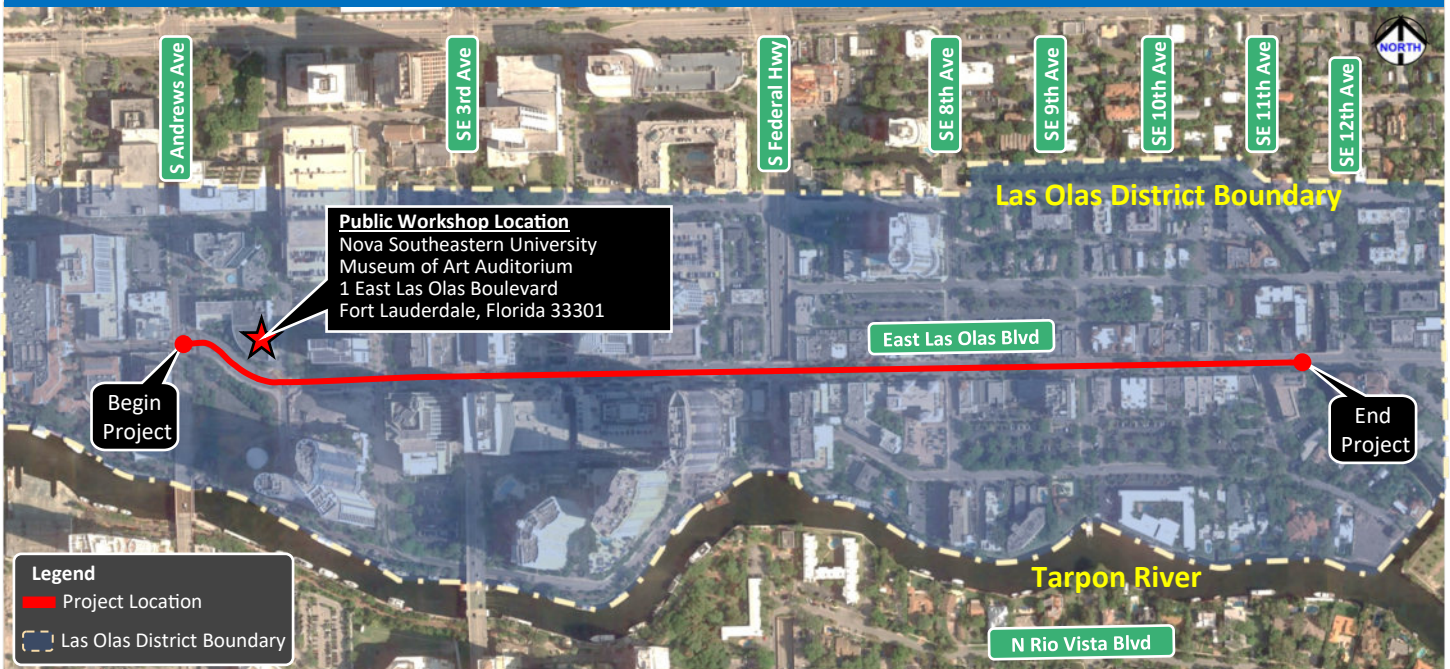 S Andrews Ave
SE 3rd Ave
S Federal Hwy
SE 8th Ave
SE 9th Ave
SE 10th Ave
SE 11th Ave
SE 12th Ave
NORTH
Las Olas District Boundary
Public Workshop Location
Nova Southeastern University
Museum of Art Auditorium
1 East Las Olas Boulevard
Fort Lauderdale, Florida 33301
East Las Olas Blvd
Begin
Project
End
Project
Legend
Project Location
Las Olas District Boundary
Tarpon River
N Rio Vista Blvd